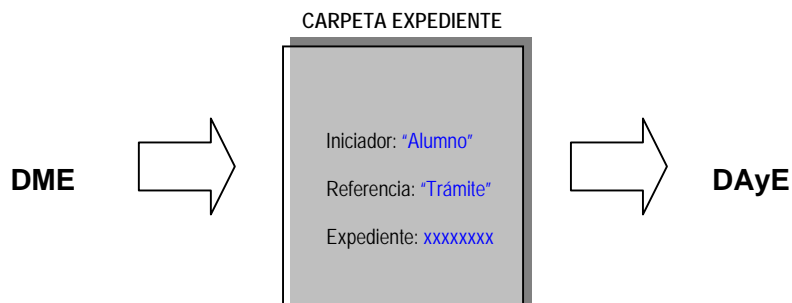 CARPETA EXPEDIENTE
Iniciador: “Alumno”
DME
Referencia: “Trámite”
DAyE
Expediente: xxxxxxxx